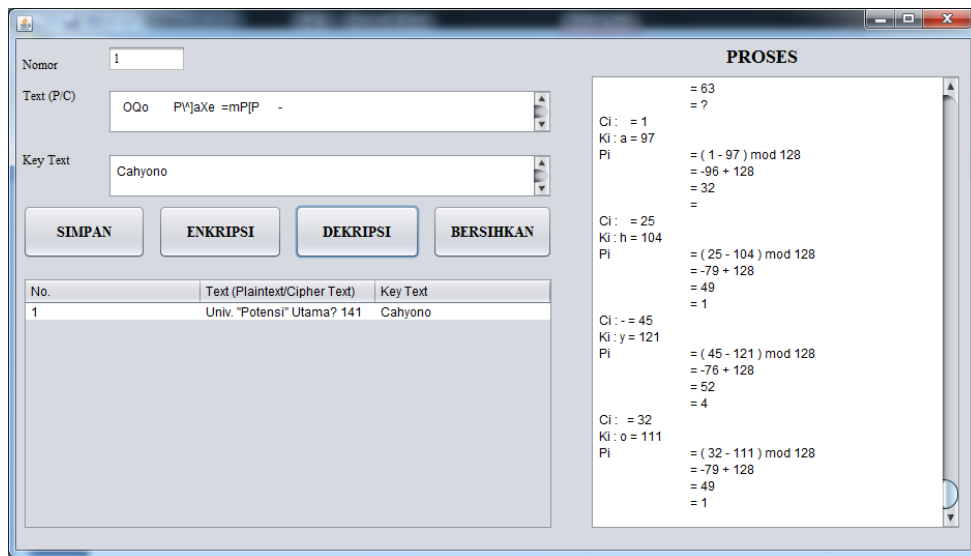 Nomor 1
Text (P/C) OQo P\^]aXe =mP[P -
Key Text Cahyono
SIMPAN ENKRIPSI DEKRIPSI BERSIHKAN
No. Text (Plaintext/Cipher Text) Key Text
1 Univ. "Potensi" Utama? 141 Cahyono
PROSES
= 63
= ?
Ci : = 1
Ki : a = 97
Pi = ( 1 - 97 ) mod 128
= -96 + 128
= 32
=
Ci : = 25
Ki : h = 104
Pi = ( 25 - 104 ) mod 128
= -79 + 128
= 49
= 1
Ci : - = 45
Ki : y = 121
Pi = ( 45 - 121 ) mod 128
= -76 + 128
= 52
= 4
Ci : = 32
Ki : o = 111
Pi = ( 32 - 111 ) mod 128
= -79 + 128
= 49
= 1